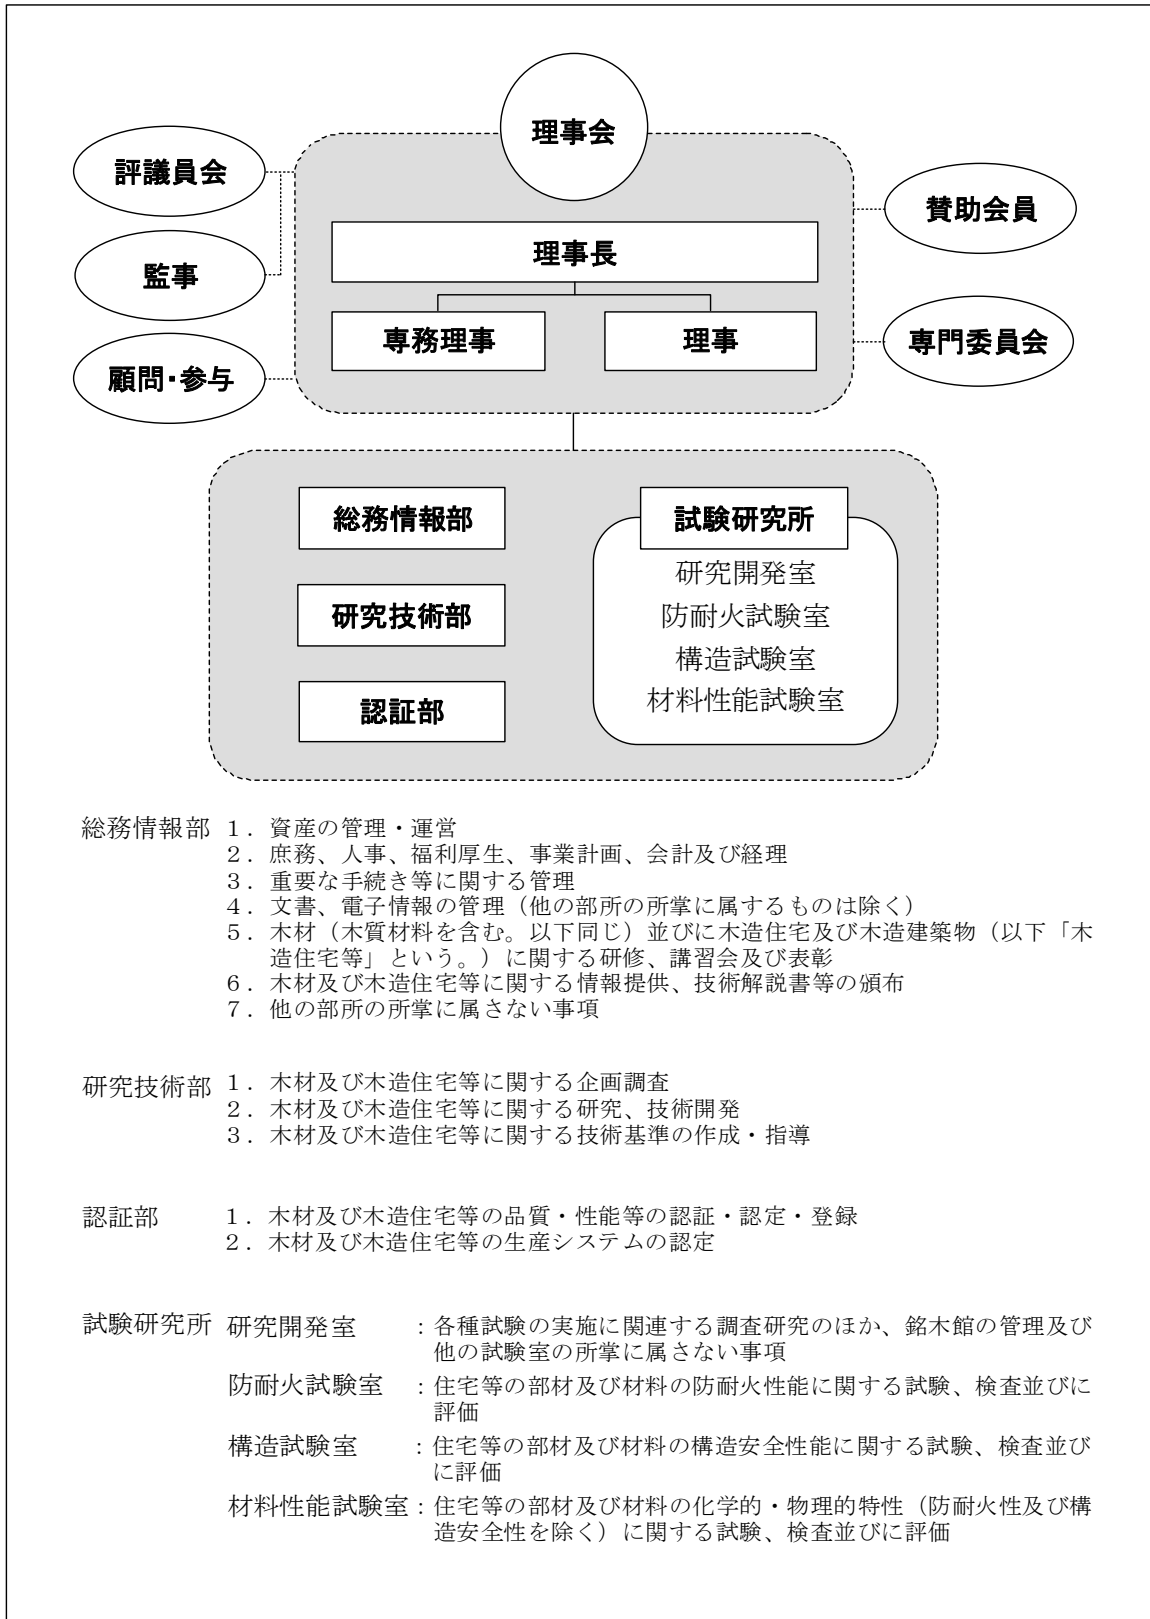 理事会
評議員会
賛助会員
理事長
監事
専務理事
理事
専門委員会
顧問・参与
総務情報部
試験研究所
研究開発室
研究技術部
防耐火試験室
構造試験室
認証部
材料性能試験室
総務情報部 １．資産の管理・運営
２．庶務、人事、福利厚生、事業計画、会計及び経理
３．重要な手続き等に関する管理
４．文書、電子情報の管理（他の部所の所掌に属するものは除く）
５．木材（木質材料を含む。以下同じ）並びに木造住宅及び木造建築物（以下「木
造住宅等」という。）に関する研修、講習会及び表彰
６．木材及び木造住宅等に関する情報提供、技術解説書等の頒布
７．他の部所の所掌に属さない事項
研究技術部 １．木材及び木造住宅等に関する企画調査
２．木材及び木造住宅等に関する研究、技術開発
３．木材及び木造住宅等に関する技術基準の作成・指導
認証部 １．木材及び木造住宅等の品質・性能等の認証・認定・登録
２．木材及び木造住宅等の生産システムの認定
試験研究所 研究開発室 ：各種試験の実施に関連する調査研究のほか、銘木館の管理及び
他の試験室の所掌に属さない事項
防耐火試験室 ：住宅等の部材及び材料の防耐火性能に関する試験、検査並びに
評価
構造試験室 ：住宅等の部材及び材料の構造安全性能に関する試験、検査並び
に評価
材料性能試験室：住宅等の部材及び材料の化学的・物理的特性（防耐火性及び構
造安全性を除く）に関する試験、検査並びに評価